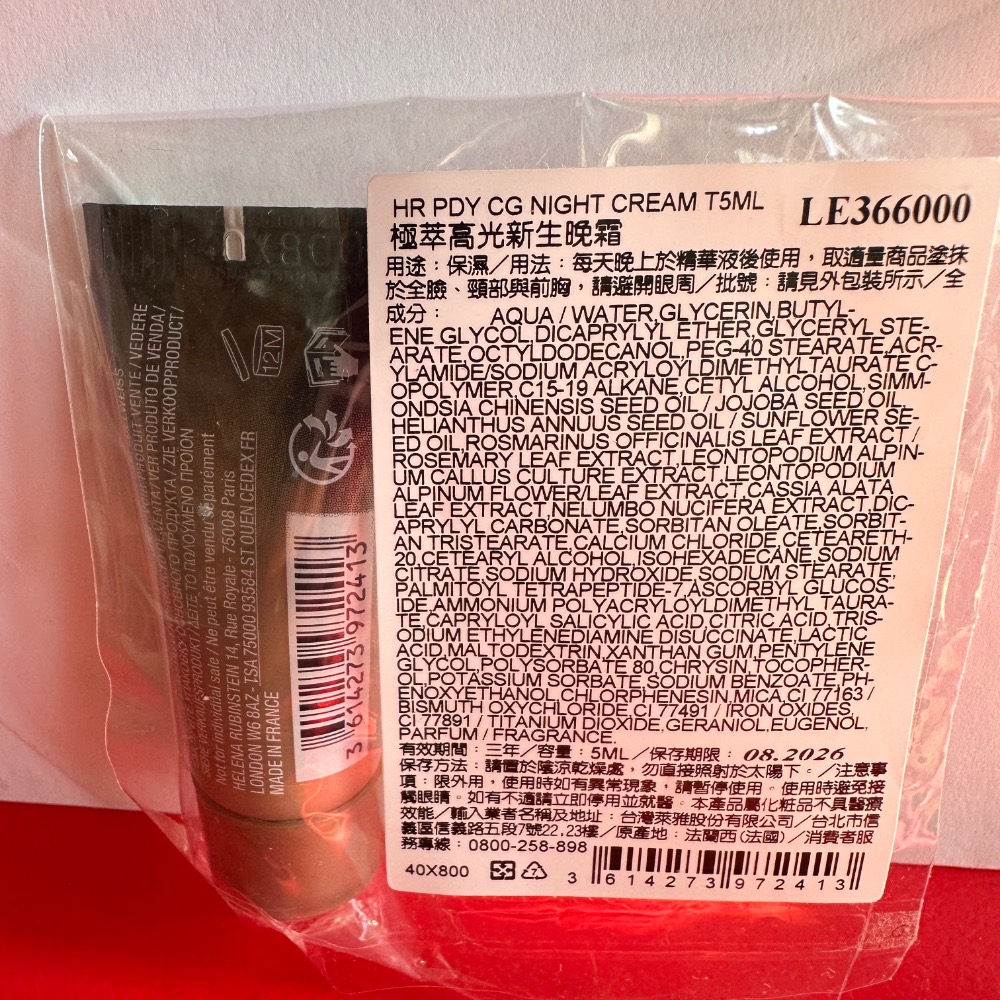 HR PDY CG NIGHT CREAM T5ML LE366000
極萃高光新生晚霜
用途：保濕／用法：每天晚上於精華液後使用，取適量商品塗抹
於全臉、頸部與前胸，請避開眼周／批號：請見外包裝所示／全
成分： AQUA / WATER,GLYCERIN,BUTYL-
ENE GLYCOL,DICAPRYLYL ETHER,GLYCERYL STE-
ARATE,OCTYLDODECANOL,PEG-40 STEARATE,ACR-
YLAMIDE/SODIUM ACRYLOYLDIMETHYLTAURATE C-
OPOLYMER,C15-19 ALKANE,CETYL ALCOHOL,SIMM-
ONDSIA CHINENSIS SEED OIL / JOJOBA SEED OIL,
HELIANTHUS ANNUUS SEED OIL / SUNFLOWER SE-
ED OIL,ROSMARINUS OFFICINALIS LEAF EXTRACT /
ROSEMARY LEAF EXTRACT,LEONTOPODIUM ALPIN-
UM CALLUS CULTURE EXTRACT,LEONTOPODIUM
ALPINUM FLOWER/LEAF EXTRACT,CASSIA ALATA
LEAF EXTRACT,NELUMBO NUCIFERA EXTRACT,DIC-
APRYLYL CARBONATE,SORBITAN OLEATE,SORBIT-
AN TRISTEARATE,CALCIUM CHLORIDE,CETEARETH-
20,CETEARYL ALCOHOL,ISOHEXADECANE,SODIUM
CITRATE,SODIUM HYDROXIDE,SODIUM STEARATE,
PALMITOYL TETRAPEPTIDE-7,ASCORBYL GLUCOS-
IDE,AMMONIUM POLYACRYLOYLDIMETHYL TAURA-
TE,CAPRYLOYL SALICYLIC ACID,CITRIC ACID,TRIS-
ODIUM ETHYLENEDIAMINE DISUCCINATE,LACTIC
ACID,MALTODEXTRIN,XANTHAN GUM,PENTYLENE
GLYCOL,POLYSORBATE 80,CHRYSIN,TOCOPHER-
OL,POTASSIUM SORBATE,SODIUM BENZOATE,PH-
ENOXYETHANOL,CHLORPHENESIN,MICA,CI 77163 /
BISMUTH OXYCHLORIDE,CI 77491 / IRON OXIDES,
CI 77891 / TITANIUM DIOXIDE,GERANIOL,EUGENOL,
PARFUM / FRAGRANCE,
有效期間：三年／容量：5ML／保存期限：08.2026
保存方法：請置於陰涼乾燥處，勿直接照射於太陽下。／注意事
項：限外用，使用時如有異常現象，請暫停使用。使用時避免接
觸眼睛。如有不適請立即停用並就醫。本產品屬化粧品不具醫療
效能／輸入業者名稱及地址：台灣萊雅股份有限公司／台北市信
義區信義路五段7號22,23樓／原產地：法蘭西(法國)／消費者服
務專線：0800-258-898
40X800 3 614273 972413
12M
PRODUIT VENTE / VEDERE
VENTA/ VER PRODUTO DE VENDA/
ΔΕΙΤΕ ΤΟ ΠΩΛΟΥΜΕΝΟ ΠΡΟΪΟΝ
ПРОДУКТА / ZIE VERKOOPPRODUCT/
Not for individual sale / Ne peut être vendu séparément
HELENA RUBINSTEIN 14, Rue Royale - 75008 Paris
LONDON W6 8AZ - TSA 75000 93584 ST OUEN CEDEX FR
MADE IN FRANCE
3 614273 972413